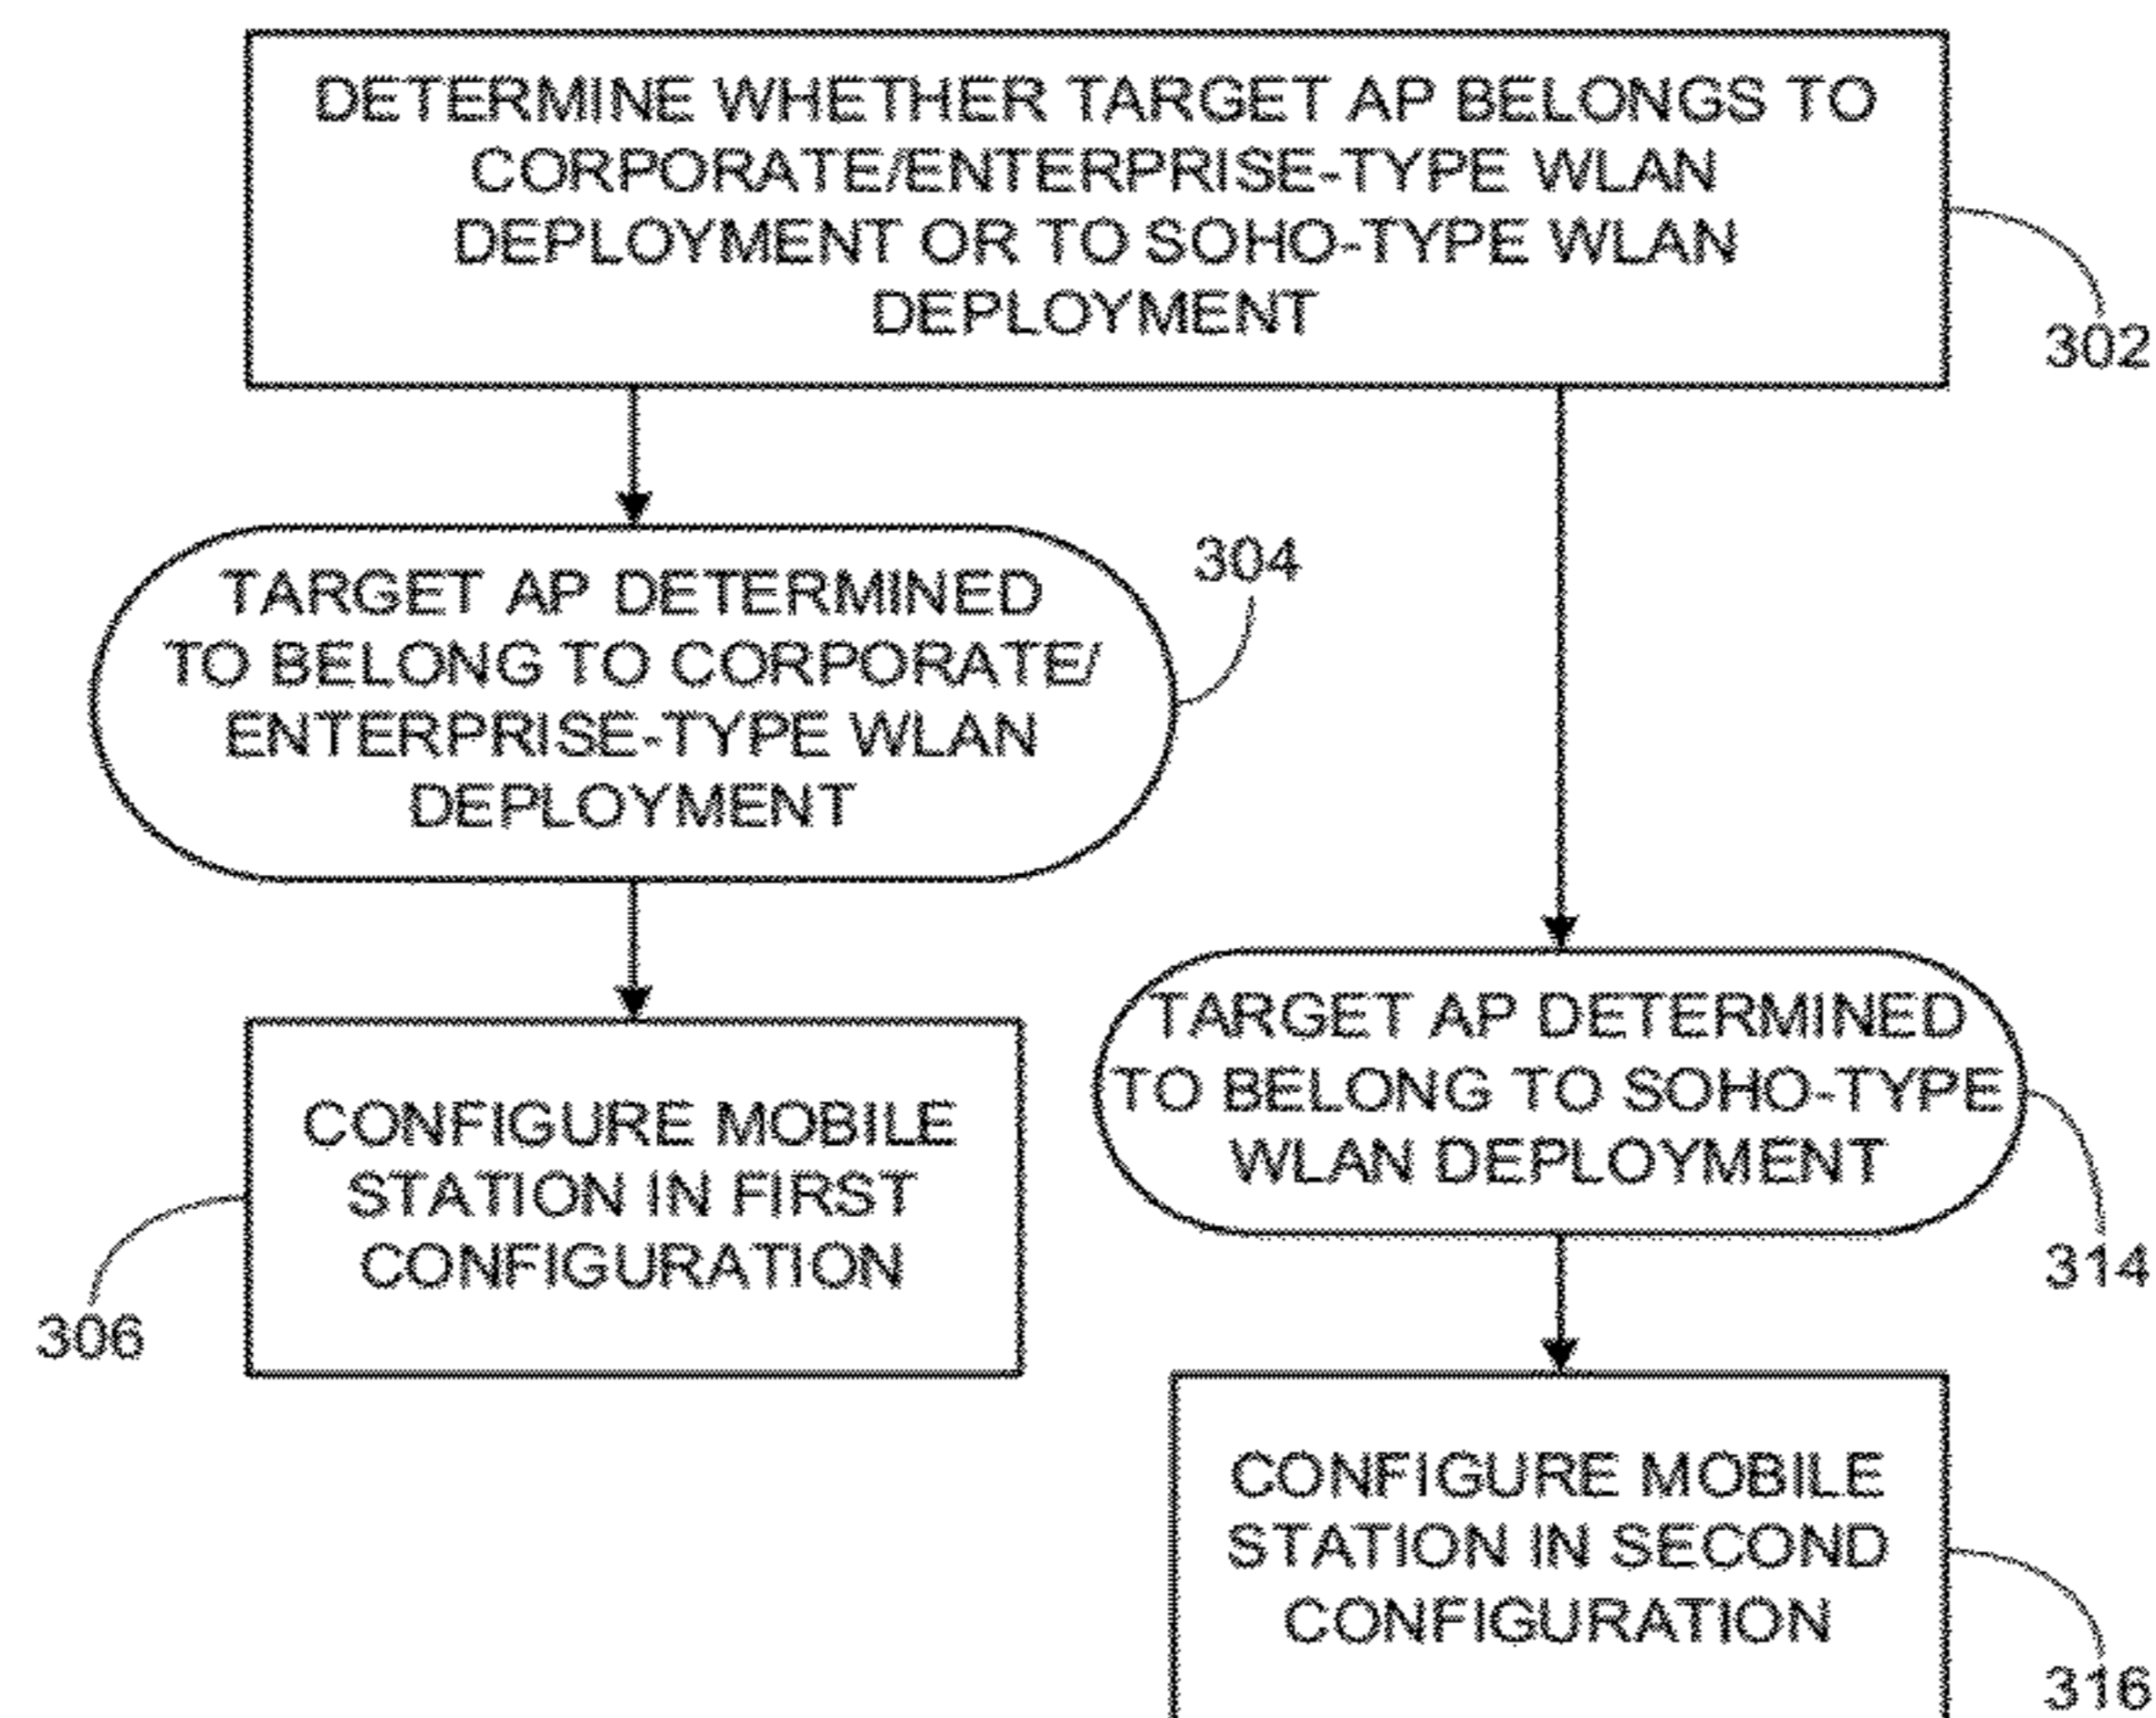 DETERMINE WHETHER TARGET AP BELONGS TO
CORPORATE/ENTERPRISE-TYPE WLAN
DEPLOYMENT OR TO SOHO-TYPE WLAN
DEPLOYMENT
302
304
TARGET AP DETERMINED
TO BELONG TO CORPORATE/
ENTERPRISE-TYPE WLAN
DEPLOYMENT
TARGET AP DETERMINED
TO BELONG TO SOHO-TYPE
WLAN DEPLOYMENT
314
CONFIGURE MOBILE
STATION IN FIRST
CONFIGURATION
306
CONFIGURE MOBILE
STATION IN SECOND
CONFIGURATION
316